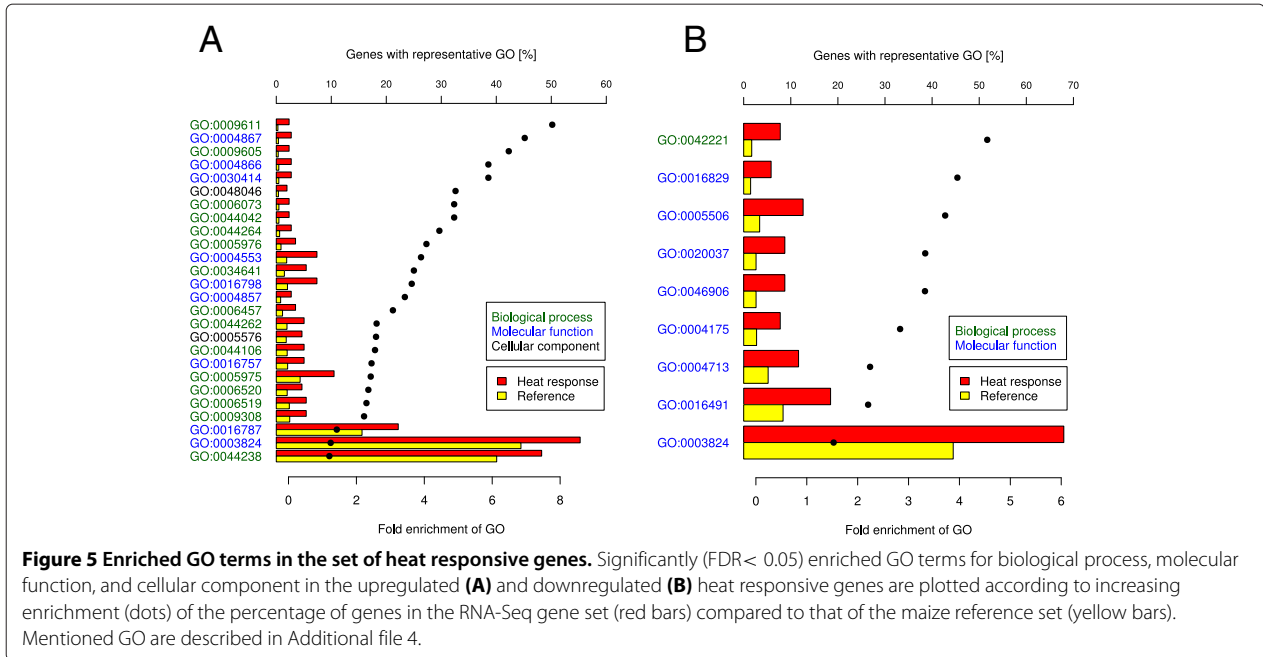 A
Genes with representative GO [%]
0 10 20 30 40 50 60
GO:0009611
GO:0004867
GO:0009605
GO:0004866
GO:0030414
GO:0048046
GO:0006073
GO:0044042
GO:0044264
GO:0005976
GO:0004553
GO:0034641
GO:0016798
GO:0004857
GO:0006457
GO:0044262
GO:0005576
GO:0044106
GO:0016757
GO:0005975
GO:0006520
GO:0006519
GO:0009308
GO:0016787
GO:0003824
GO:0044238
Biological process
Molecular function
Cellular component
Heat response
Reference
0 2 4 6 8
Fold enrichment of GO
B
Genes with representative GO [%]
0 10 20 30 40 50 60 70
GO:0042221
GO:0016829
GO:0005506
GO:0020037
GO:0046906
GO:0004175
GO:0004713
GO:0016491
GO:0003824
Biological process
Molecular function
Heat response
Reference
0 1 2 3 4 5 6
Fold enrichment of GO
Figure 5 Enriched GO terms in the set of heat responsive genes. Significantly (FDR< 0.05) enriched GO terms for biological process, molecular
function, and cellular component in the upregulated (A) and downregulated (B) heat responsive genes are plotted according to increasing
enrichment (dots) of the percentage of genes in the RNA-Seq gene set (red bars) compared to that of the maize reference set (yellow bars).
Mentioned GO are described in Additional file 4.